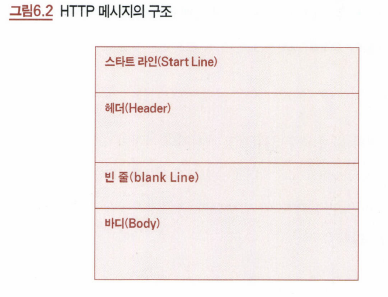 그림6.2 HTTP 메시지의 구조
스타트 라인(Start Line)
헤더(Header)
빈 줄(blank Line)
바디(Body)